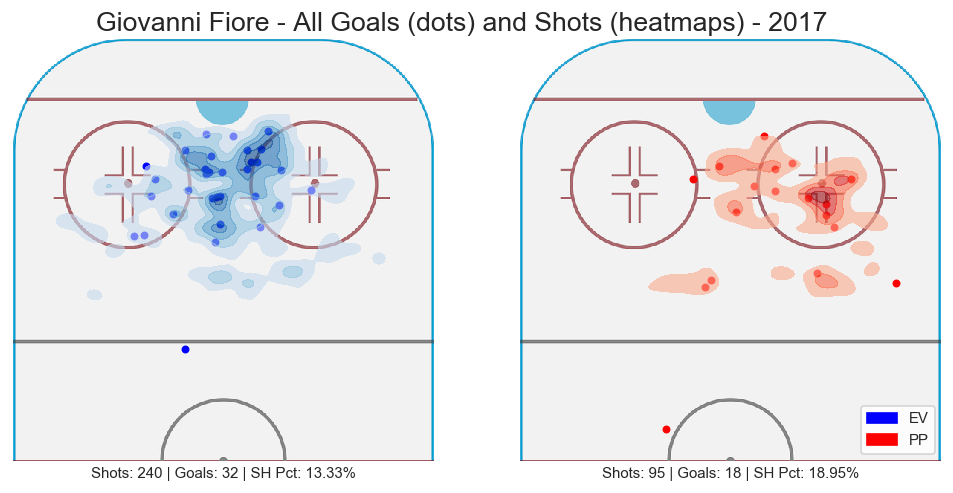 Giovanni Fiore - All Goals (dots) and Shots (heatmaps) - 2017
EV
PP
Shots: 240 | Goals: 32 | SH Pct: 13.33%
Shots: 95 | Goals: 18 | SH Pct: 18.95%